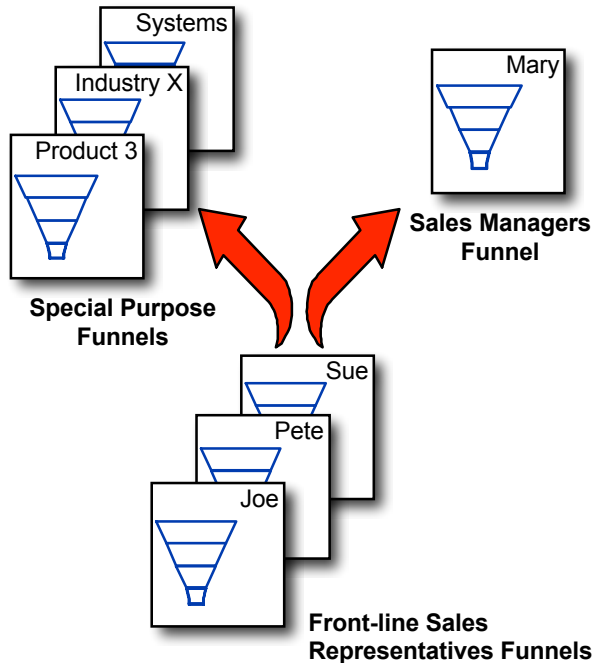 Systems
Industry X
Product 3
Special Purpose
Funnels
Mary
Sales Managers
Funnel
Sue
Pete
Joe
Front-line Sales
Representatives Funnels